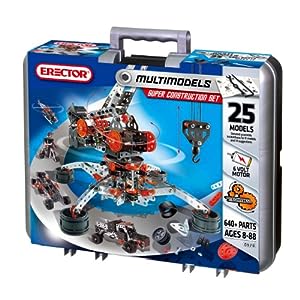 ERECTOR
MULTIMODELS
SUPER CONSTRUCTION SET
25
MODELS
6 VOLT
MOTOR
640+ PARTS
AGES 8-88